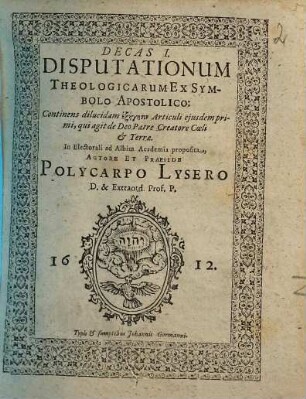 DECAS I.
DISPUTATIONUM
THEOLOGICARUM EX SYM-
BOLO APOSTOLICO:
Continens dilucidam ἐξήγησιν Articuli ejusdem pri-
mi, qui agit de Deo Patre Creatore Cœli
& Terræ.
In Electorali ad Albim Academia propositra,
AUTORE ET PRÆSIDE
POLYCARPO LYSERO
D. & Extraord. Prof. P.
יהוה
16 12.
Typis & sumptibus Johannis Gormanni.
2